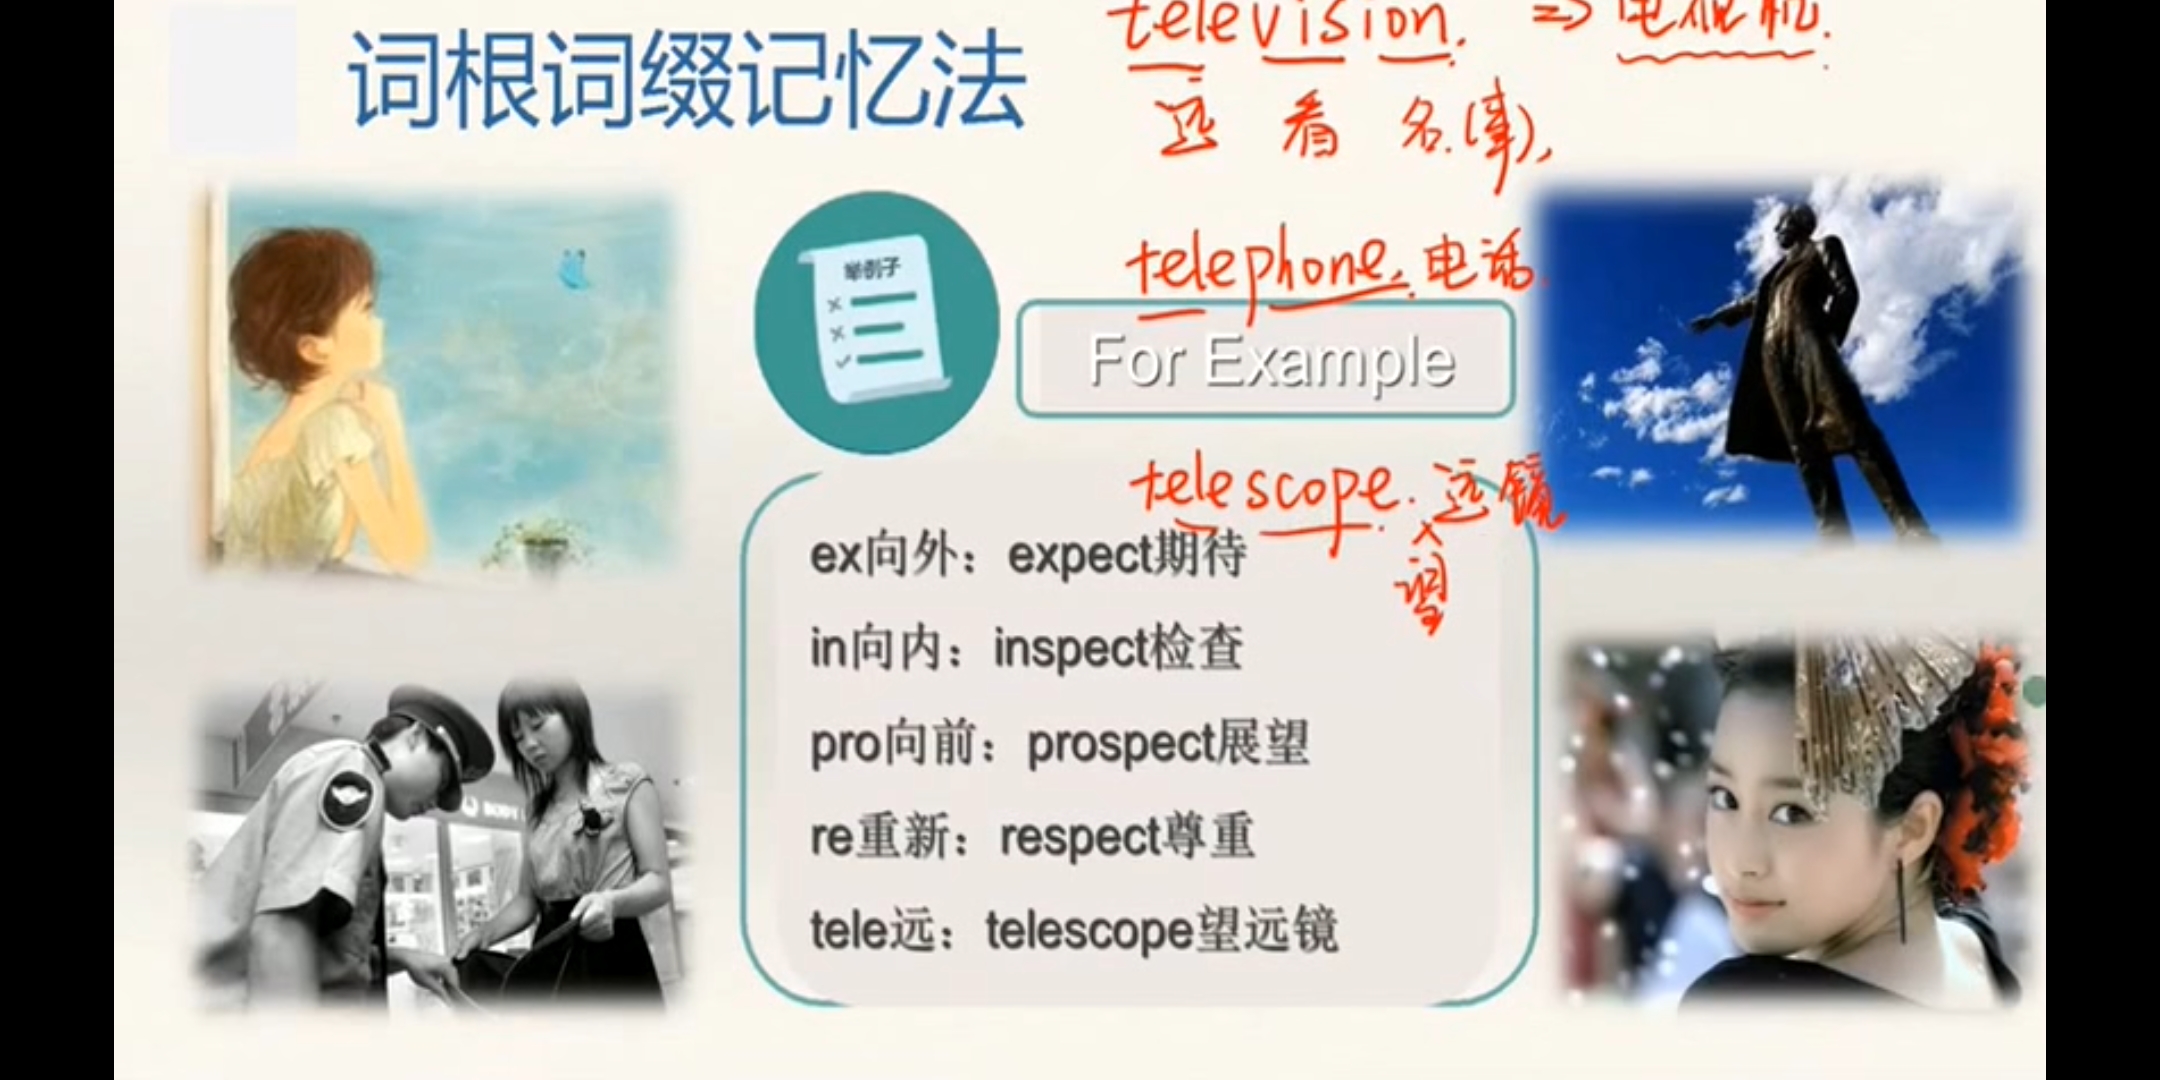 词根词缀记忆法
television. ⇒ 电视机.
远 看 名.(事),
举例子
telephone. 电话.
For Example
telescope. 远镜
望
ex向外：expect期待
in向内：inspect检查
pro向前：prospect展望
re重新：respect尊重
tele远：telescope望远镜
BODY